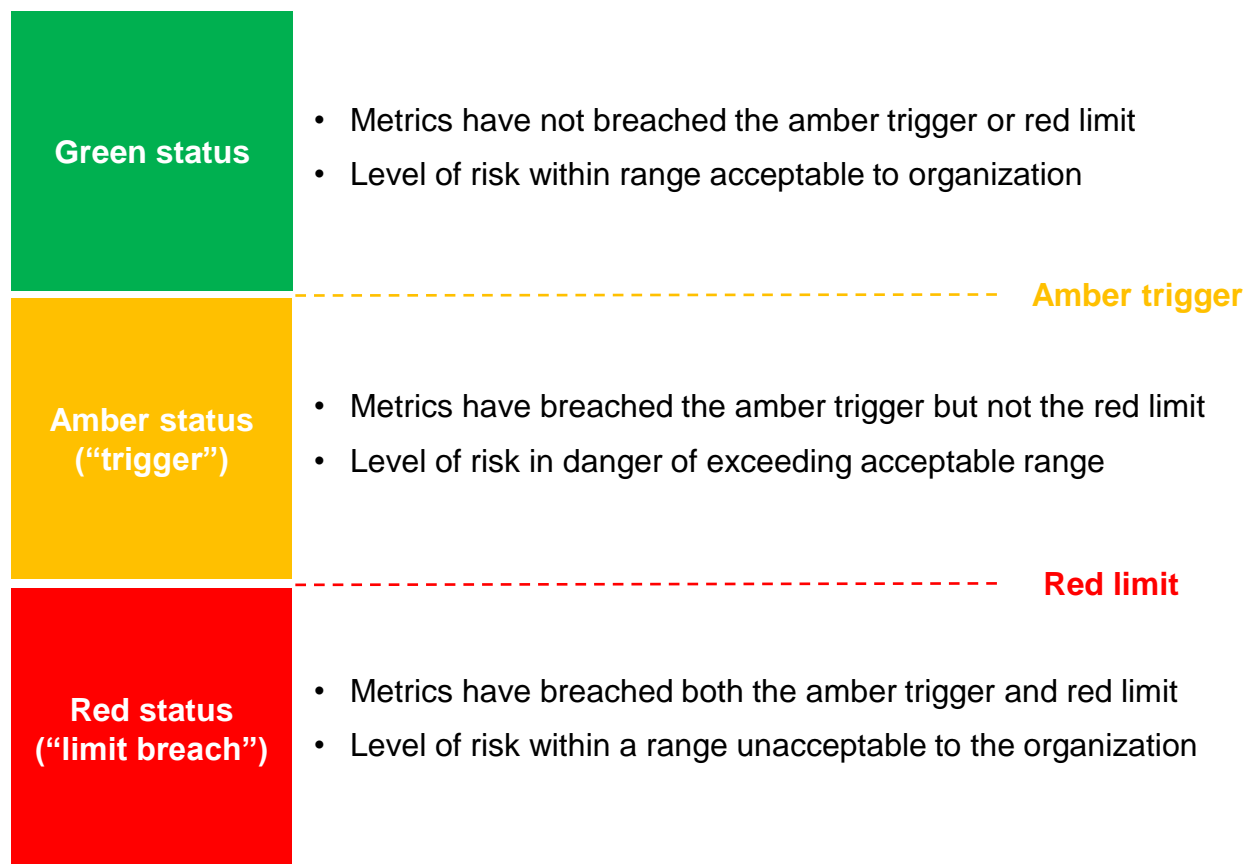 Green status
• Metrics have not breached the amber trigger or red limit
• Level of risk within range acceptable to organization
Amber trigger
Amber status
(“trigger”)
• Metrics have breached the amber trigger but not the red limit
• Level of risk in danger of exceeding acceptable range
Red limit
Red status
(“limit breach”)
• Metrics have breached both the amber trigger and red limit
• Level of risk within a range unacceptable to the organization